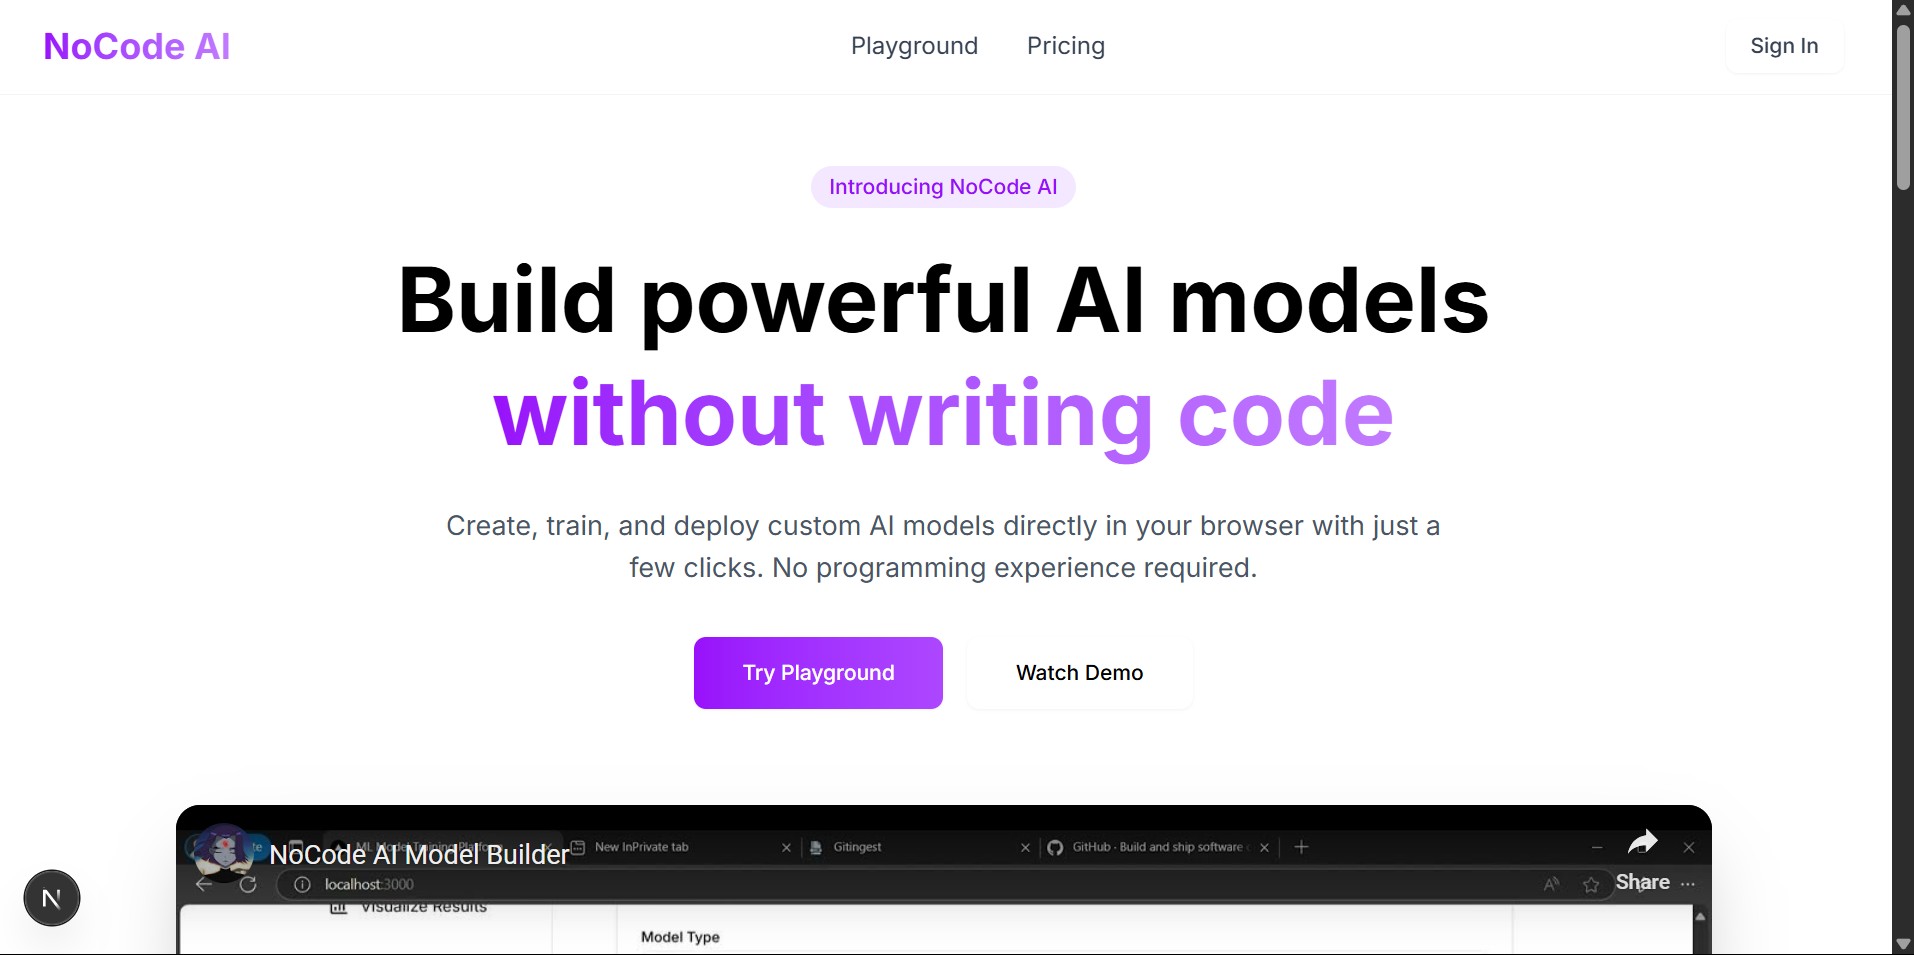 NoCode AI
Playground
Pricing
Sign In
Introducing NoCode AI
Build powerful AI models
without writing code
Create, train, and deploy custom AI models directly in your browser with just a
few clicks. No programming experience required.
Try Playground
Watch Demo
NoCode AI Model Builder
ML Model Training
New InPrivate tab
Gitingest
GitHub · Build and ship software
localhost:3000
Share
Visualize Results
Model Type
N